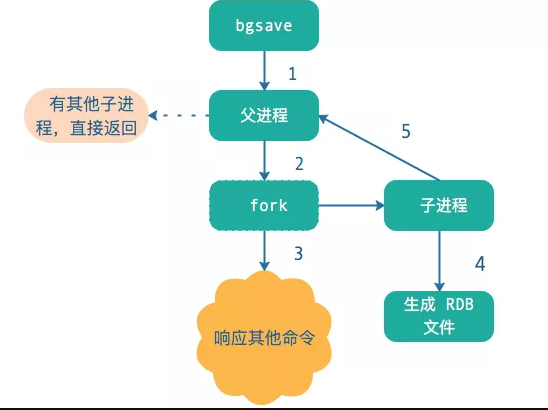 bgsave
1
有其他子进
程，直接返回
父进程
5
2
fork
子进程
3
4
响应其他命令
生成 RDB
文件